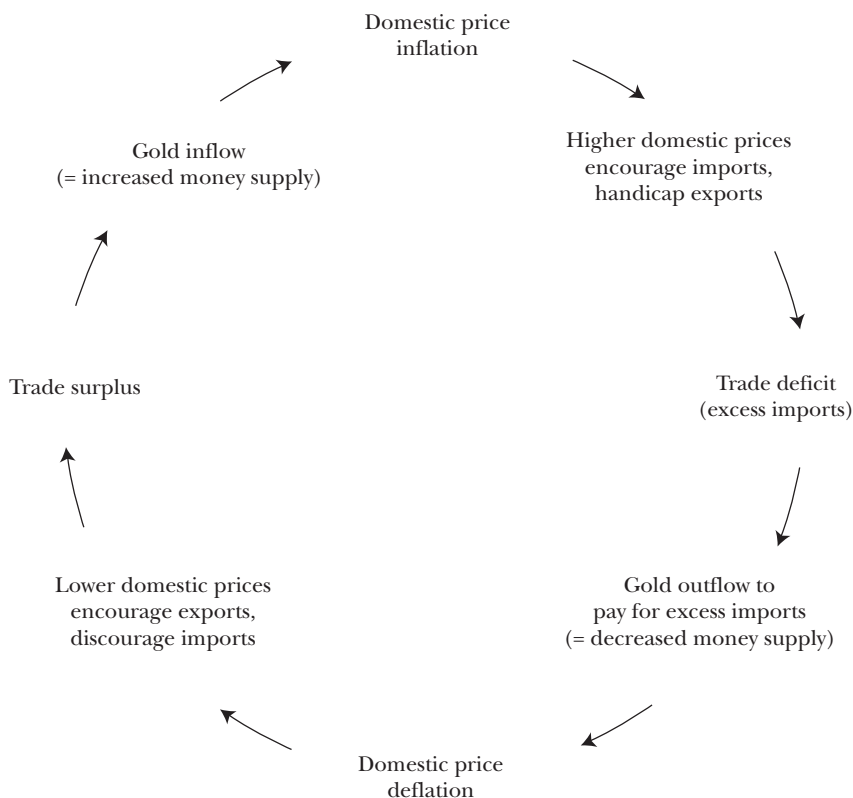 Domestic price
inflation
Higher domestic prices
encourage imports,
handicap exports
Trade deficit
(excess imports)
Gold outflow to
pay for excess imports
(= decreased money supply)
Domestic price
deflation
Lower domestic prices
encourage exports,
discourage imports
Trade surplus
Gold inflow
(= increased money supply)